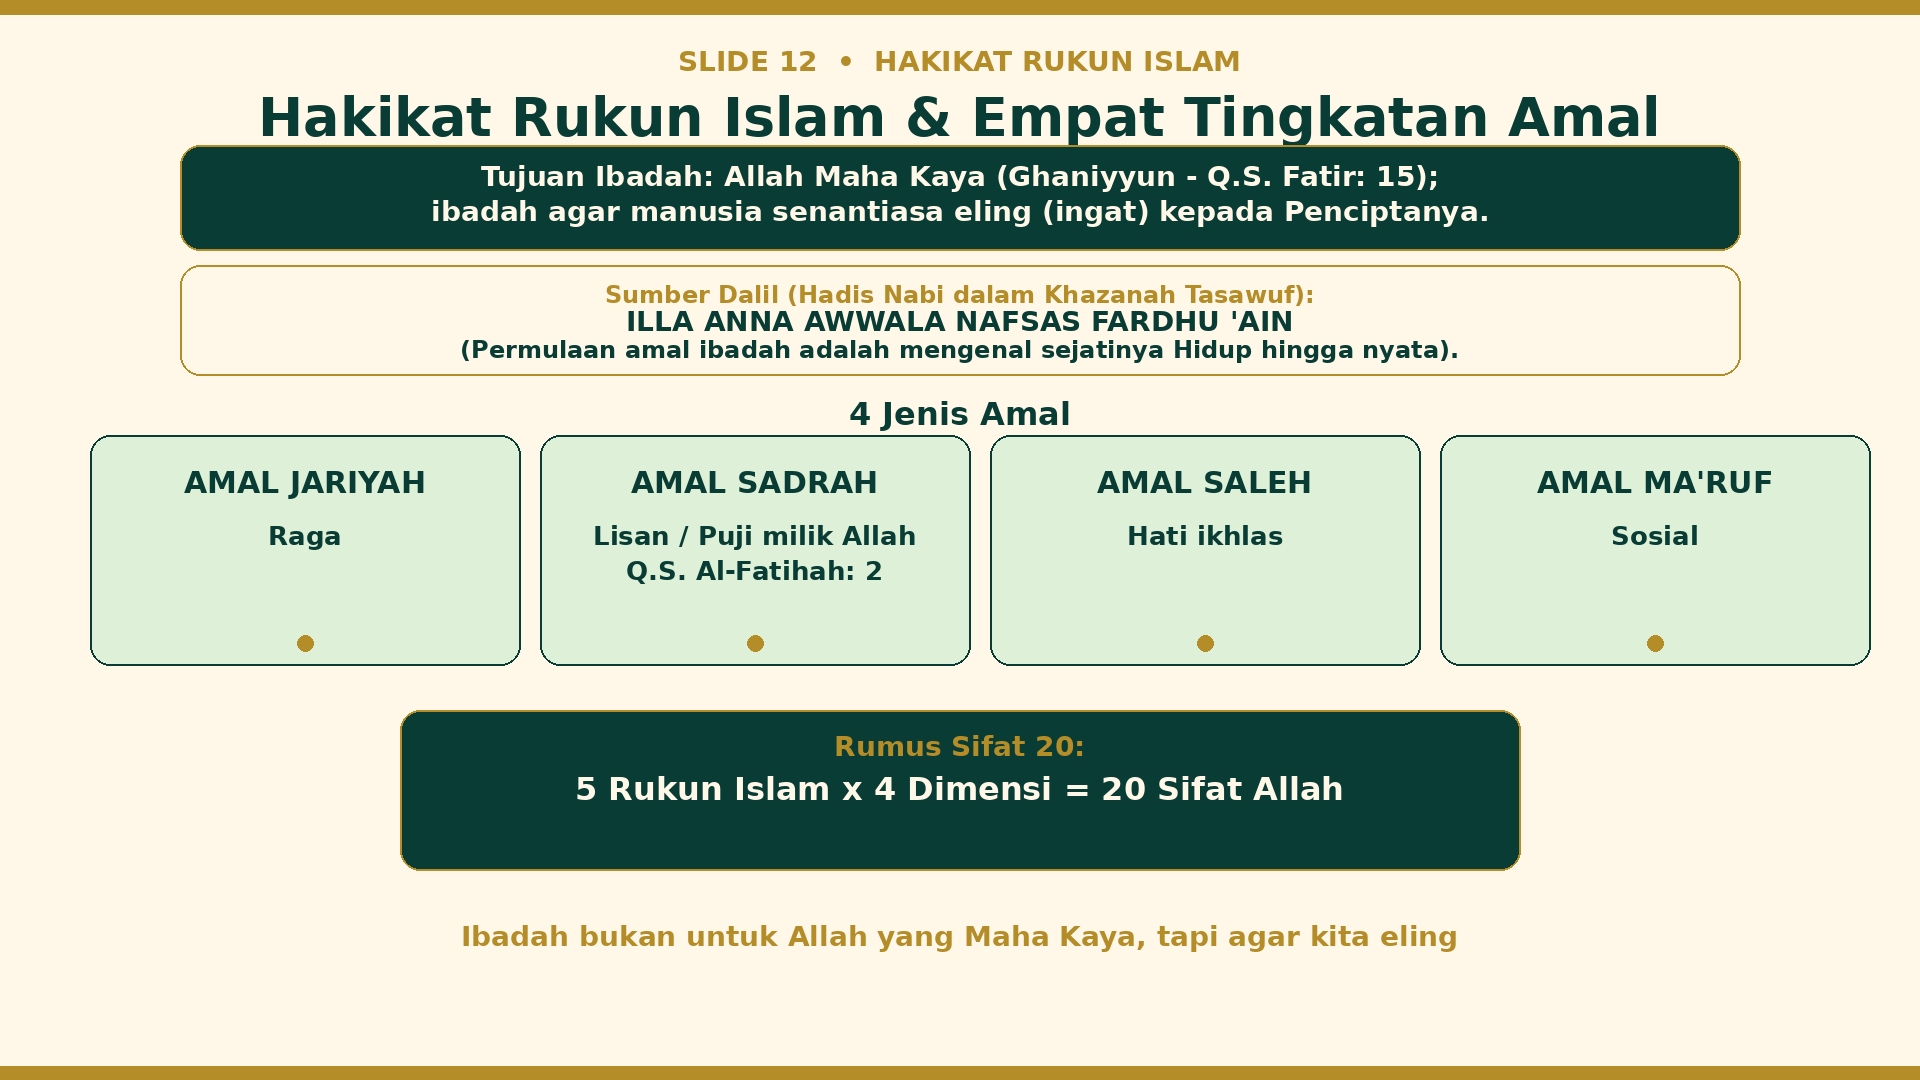 SLIDE 12 • HAKIKAT RUKUN ISLAM
Hakikat Rukun Islam & Empat Tingkatan Amal
Tujuan Ibadah: Allah Maha Kaya (Ghaniyyun - Q.S. Fatir: 15);
ibadah agar manusia senantiasa eling (ingat) kepada Penciptanya.
Sumber Dalil (Hadis Nabi dalam Khazanah Tasawuf):
ILLA ANNA AWWALA NAFSAS FARDHU 'AIN
(Permulaan amal ibadah adalah mengenal sejatinya Hidup hingga nyata).
4 Jenis Amal
AMAL JARIYAH
Raga
AMAL SADRAH
Lisan / Puji milik Allah
Q.S. Al-Fatihah: 2
AMAL SALEH
Hati ikhlas
AMAL MA'RUF
Sosial
Rumus Sifat 20:
5 Rukun Islam x 4 Dimensi = 20 Sifat Allah
Ibadah bukan untuk Allah yang Maha Kaya, tapi agar kita eling